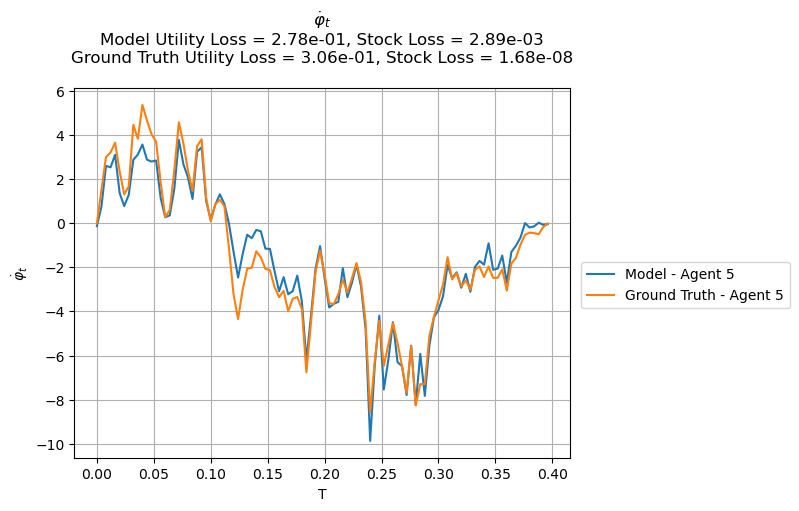 φ̇ₜ
Model Utility Loss = 2.78e-01, Stock Loss = 2.89e-03
Ground Truth Utility Loss = 3.06e-01, Stock Loss = 1.68e-08
6
4
2
0
−2
−4
−6
−8
−10
φ̇ₜ
0.00 0.05 0.10 0.15 0.20 0.25 0.30 0.35 0.40
T
Model - Agent 5
Ground Truth - Agent 5